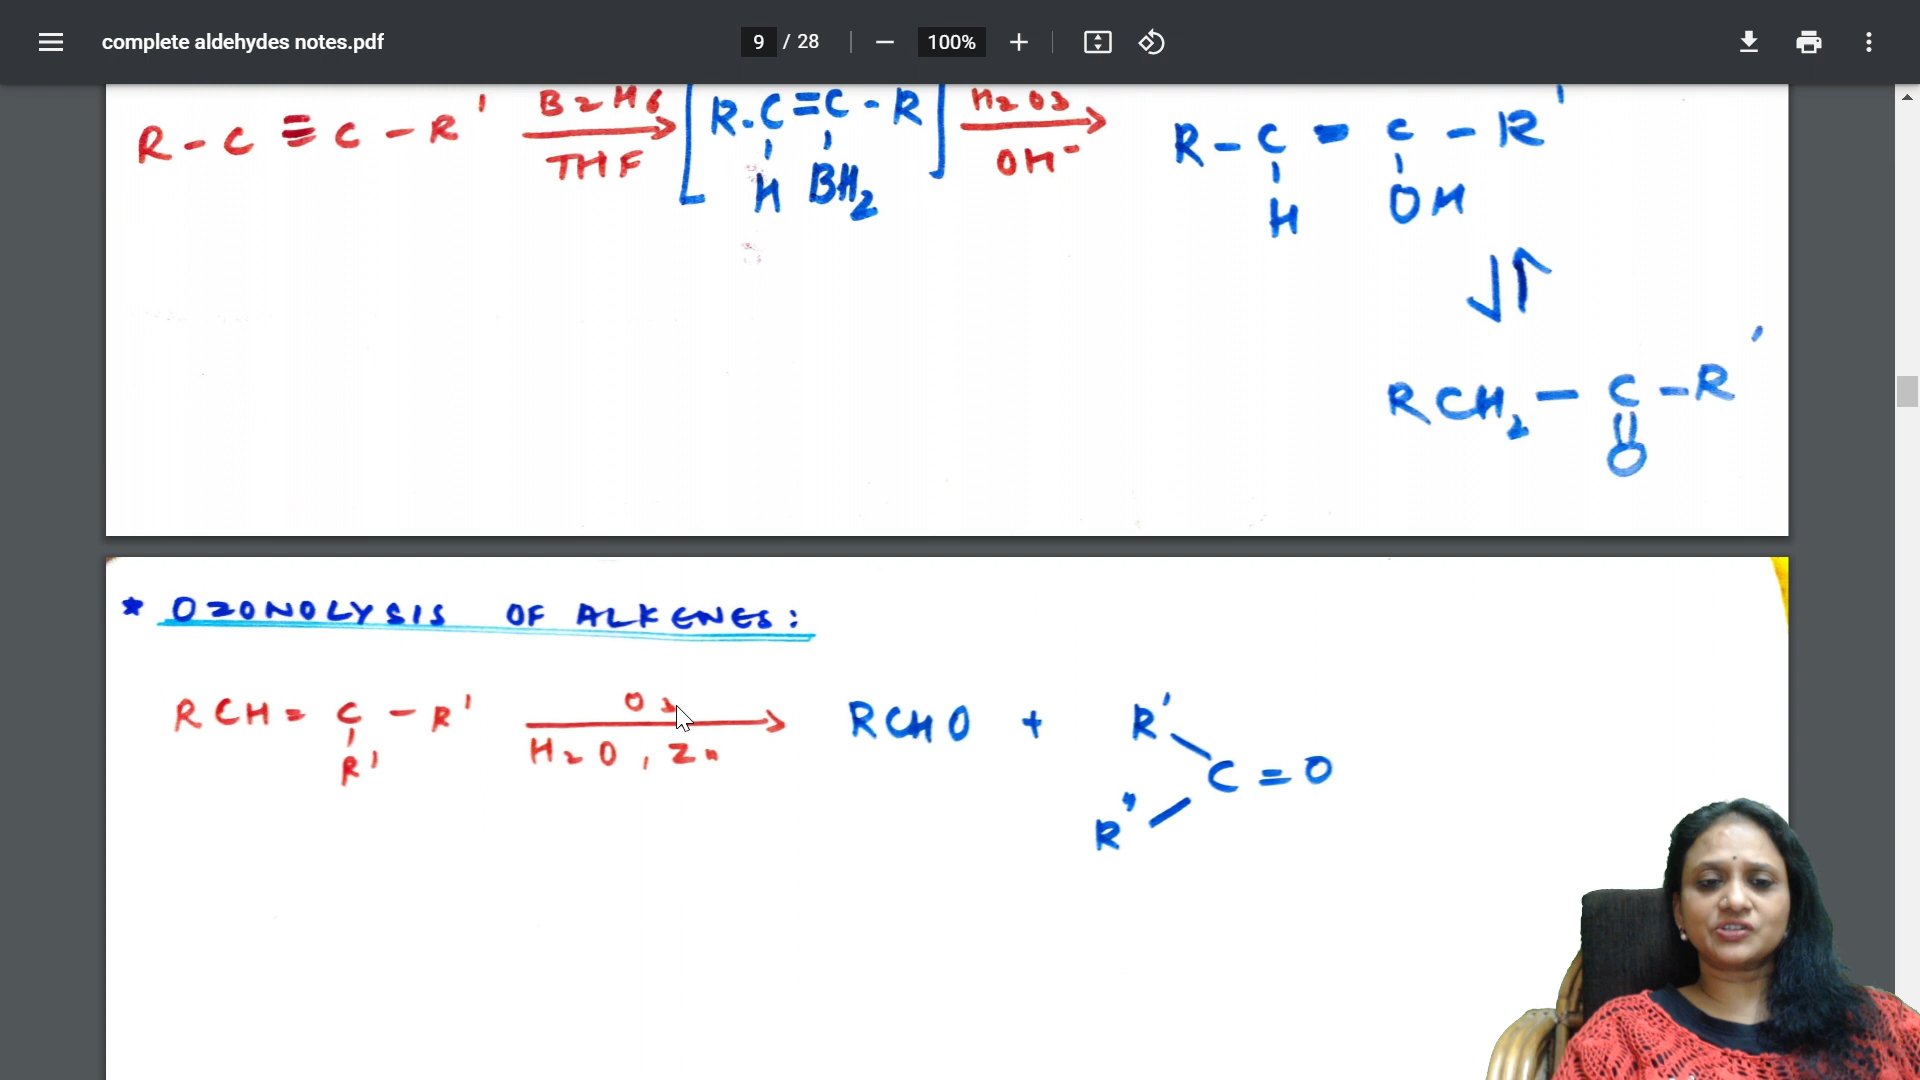 complete aldehydes notes.pdf
9 / 28
100%
R - C ≡ C - R'
B2H6
THF
[R-C=C-R]
H BH2
H2O2
OH-
R - C = C - R'
H OH
RCH2 - C - R'
O
* OZONOLYSIS OF ALKENES:
RCH = C - R'
R'
O3
H2O, Zn
RCHO + R'
C = O
R'